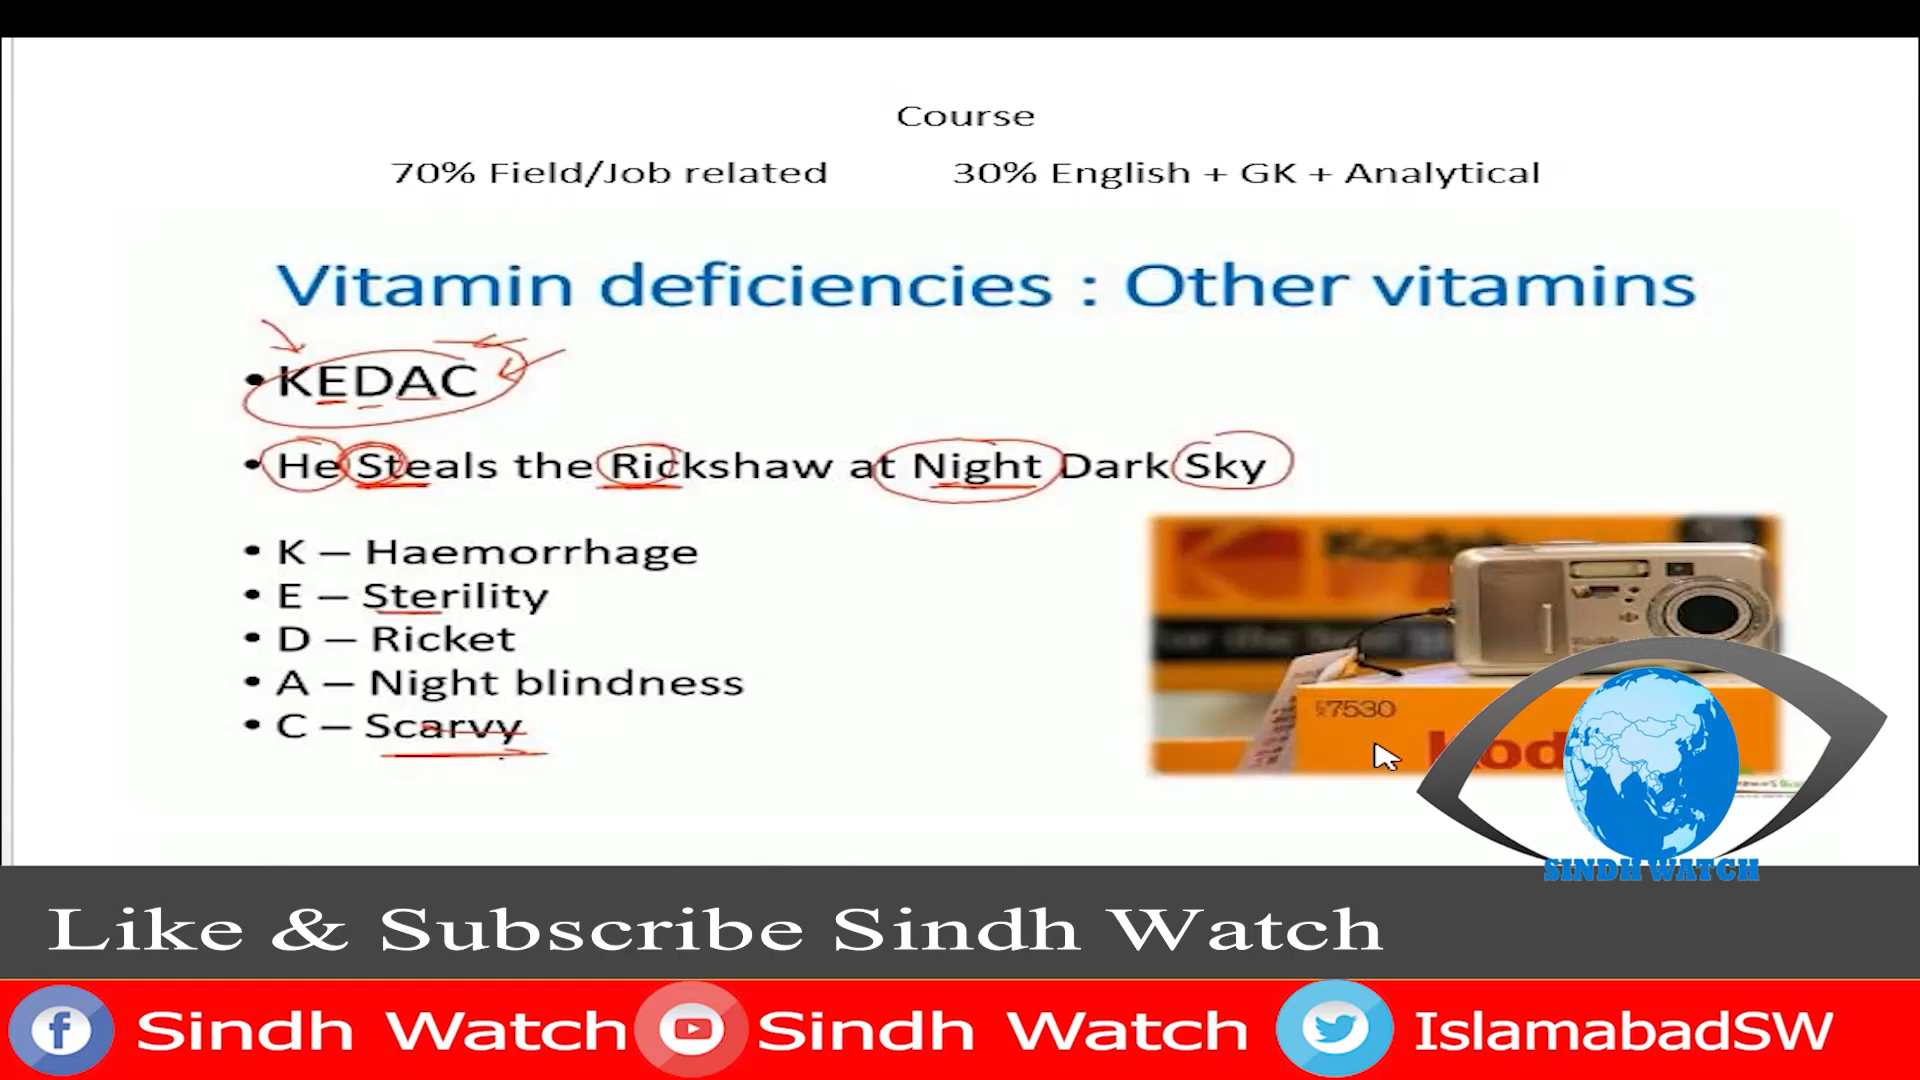 Course
70% Field/Job related 30% English + GK + Analytical
Vitamin deficiencies : Other vitamins
• KEDAC
• He Steals the Rickshaw at Night Dark Sky
• K – Haemorrhage
• E – Sterility
• D – Ricket
• A – Night blindness
• C – Scarvy
Kodak
7530
kod
SINDH WATCH
Like & Subscribe Sindh Watch
Sindh Watch Sindh Watch IslamabadSW